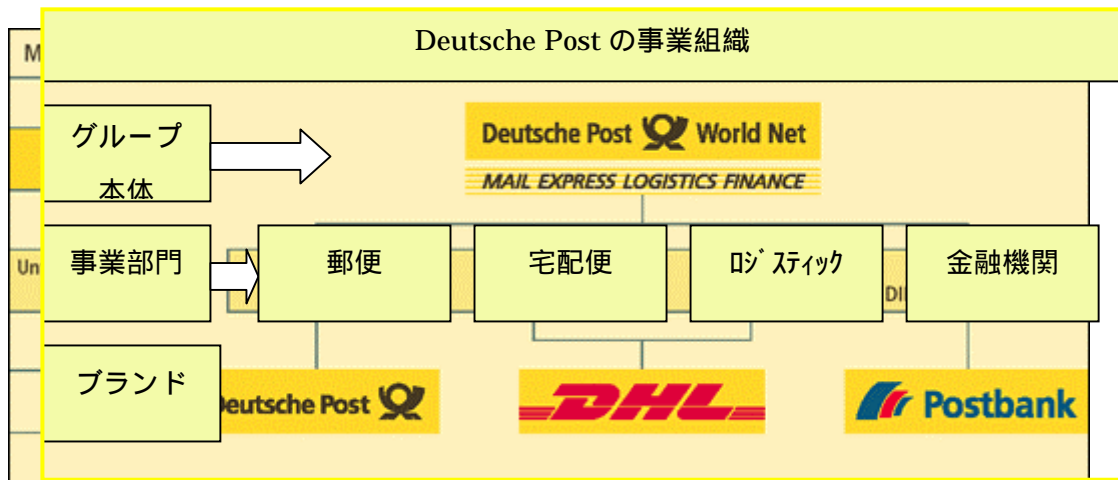 Deutsche Post の事業組織
M
グループ
本体
Deutsche Post World Net
MAIL EXPRESS LOGISTICS FINANCE
Un
事業部門
郵便
宅配便
ﾛｼﾞｽﾃｨｯｸ
金融機関
DI
ブランド
Deutsche Post
DHL
Postbank